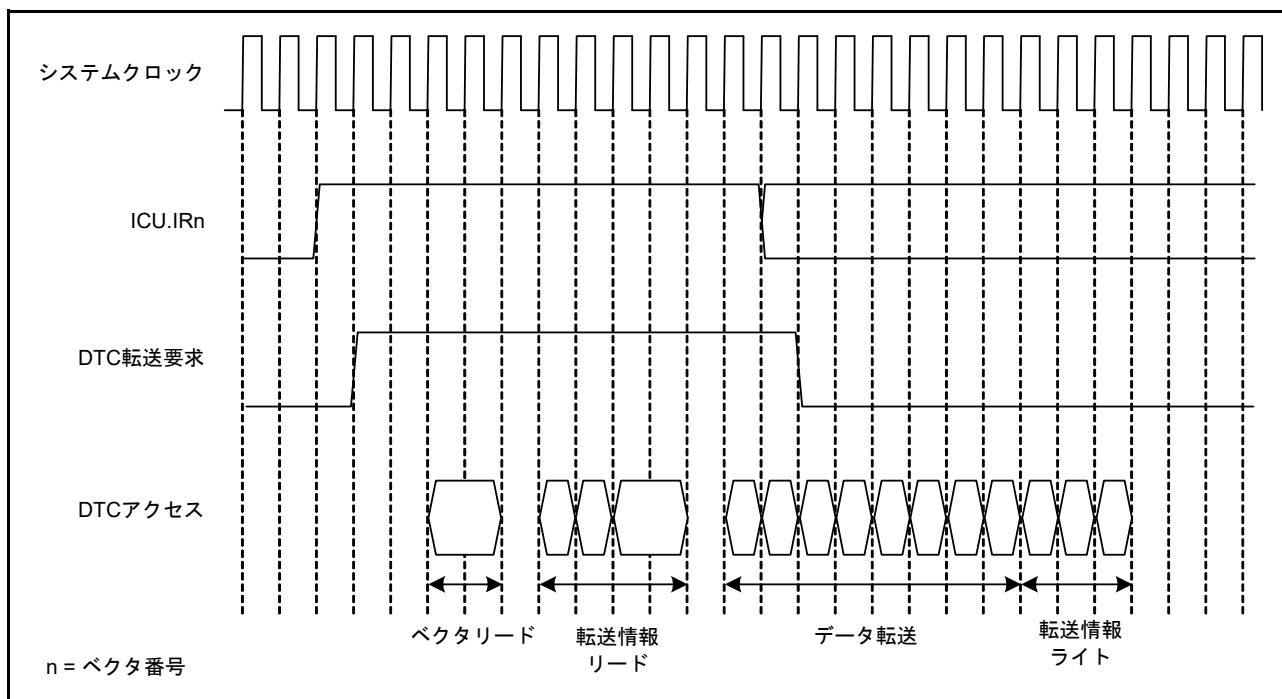 システムクロック
ICU.IRn
DTC転送要求
DTCアクセス
ベクタリード
転送情報
リード
データ転送
転送情報
ライト
n = ベクタ番号